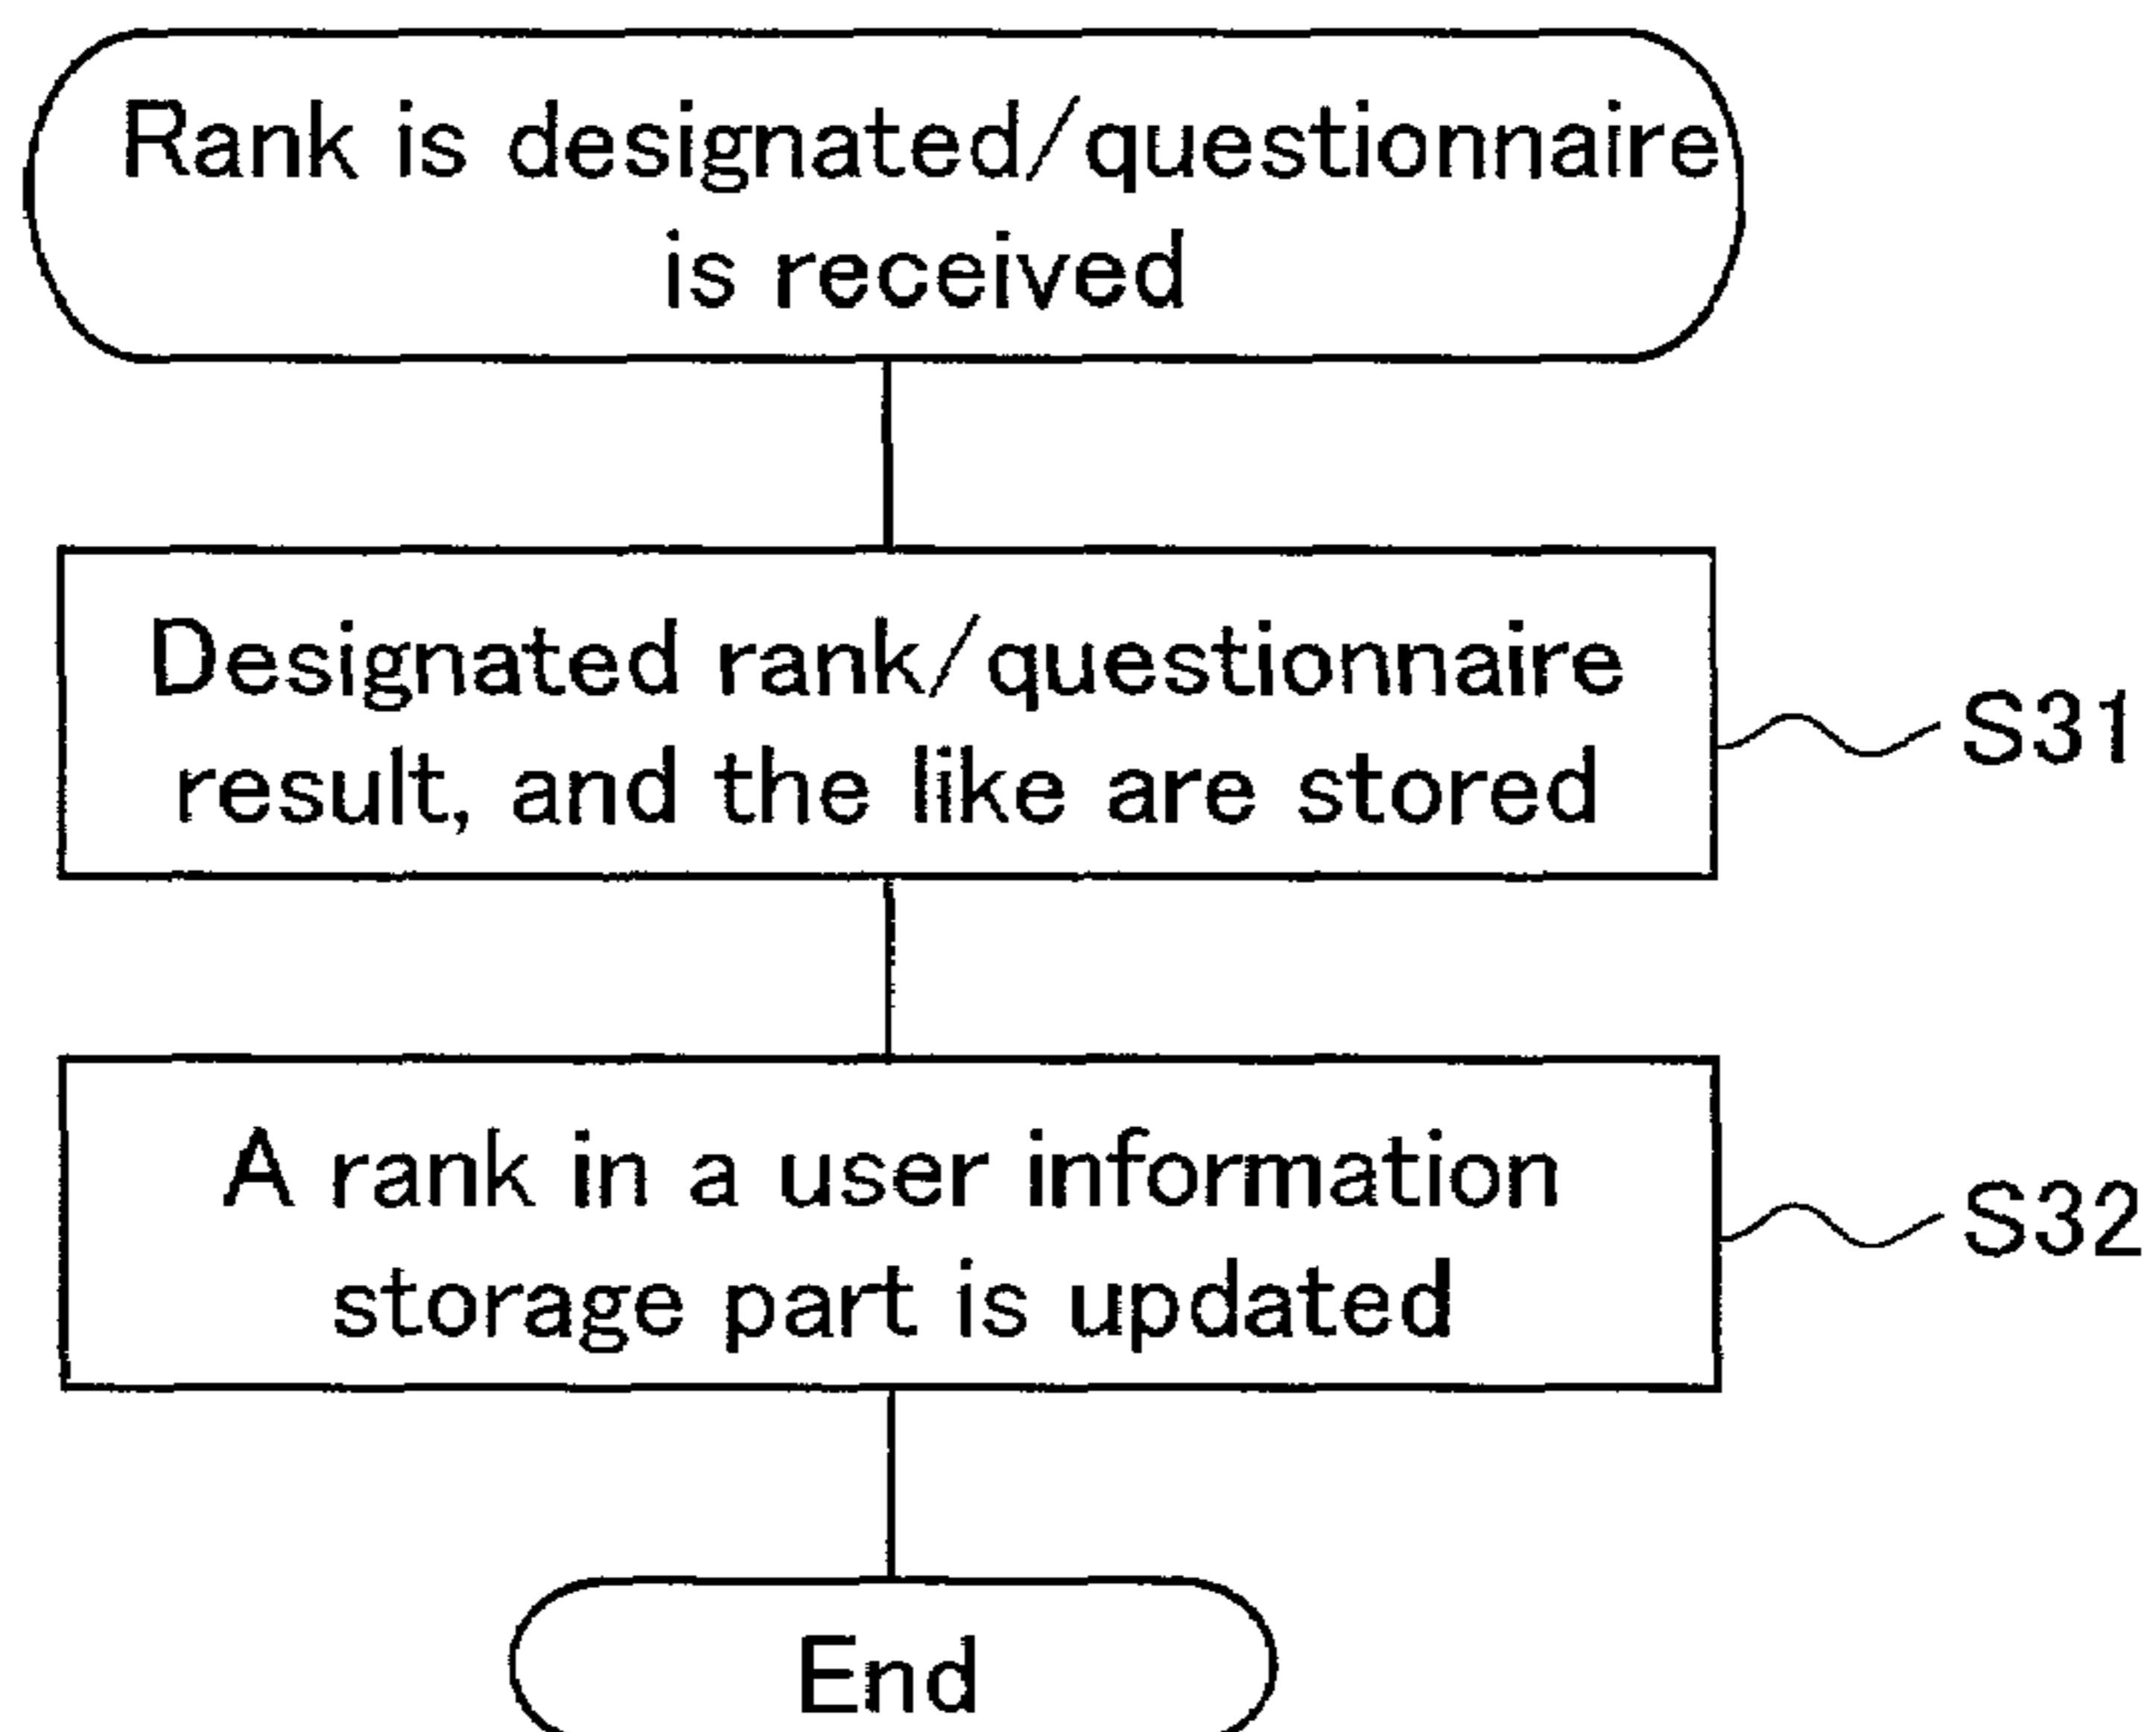 Rank is designated/questionnaire
is received
Designated rank/questionnaire
result, and the like are stored
S31
A rank in a user information
storage part is updated
S32
End